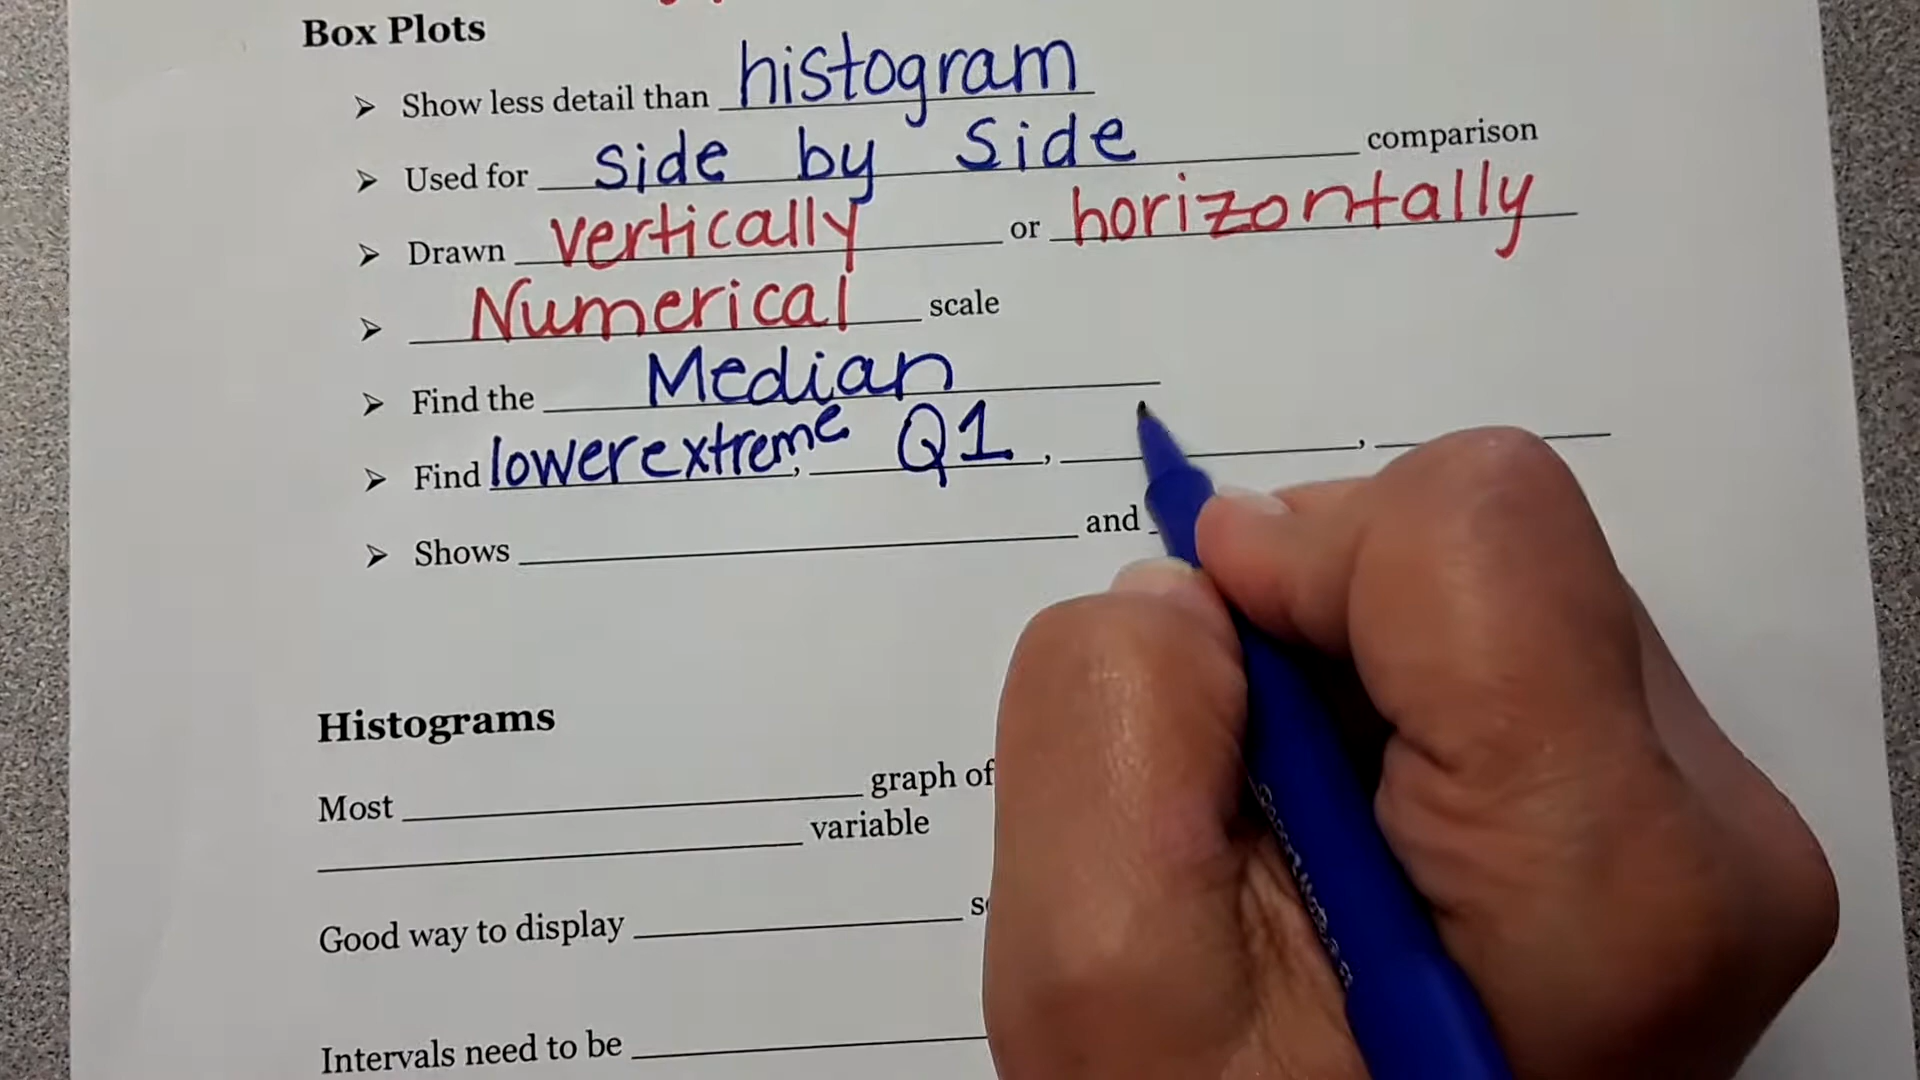 Box Plots
➢ Show less detail than histogram
➢ Used for side by Side comparison
➢ Drawn vertically or horizontally
➢ Numerical scale
➢ Find the Median
➢ Find lower extreme, Q1, ,
➢ Shows and
Histograms
Most graph of
variable
Good way to display
Intervals need to be